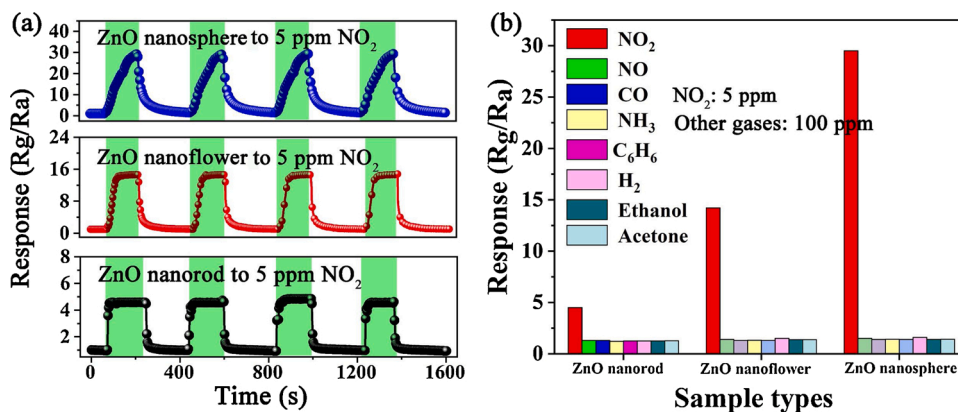 (a)
ZnO nanosphere to 5 ppm NO₂
40
30
20
10
0
ZnO nanoflower to 5 ppm NO₂
16
12
8
4
0
ZnO nanorod to 5 ppm NO₂
8
6
4
2
0 400 800 1200 1600
Time (s)
Response (Rg/Ra)
(b)
30
25
20
15
10
5
0
Response (Rg/Ra)
NO₂
NO
CO
NH₃
C₆H₆
H₂
Ethanol
Acetone
NO₂: 5 ppm
Other gases: 100 ppm
ZnO nanorod ZnO nanoflower ZnO nanosphere
Sample types